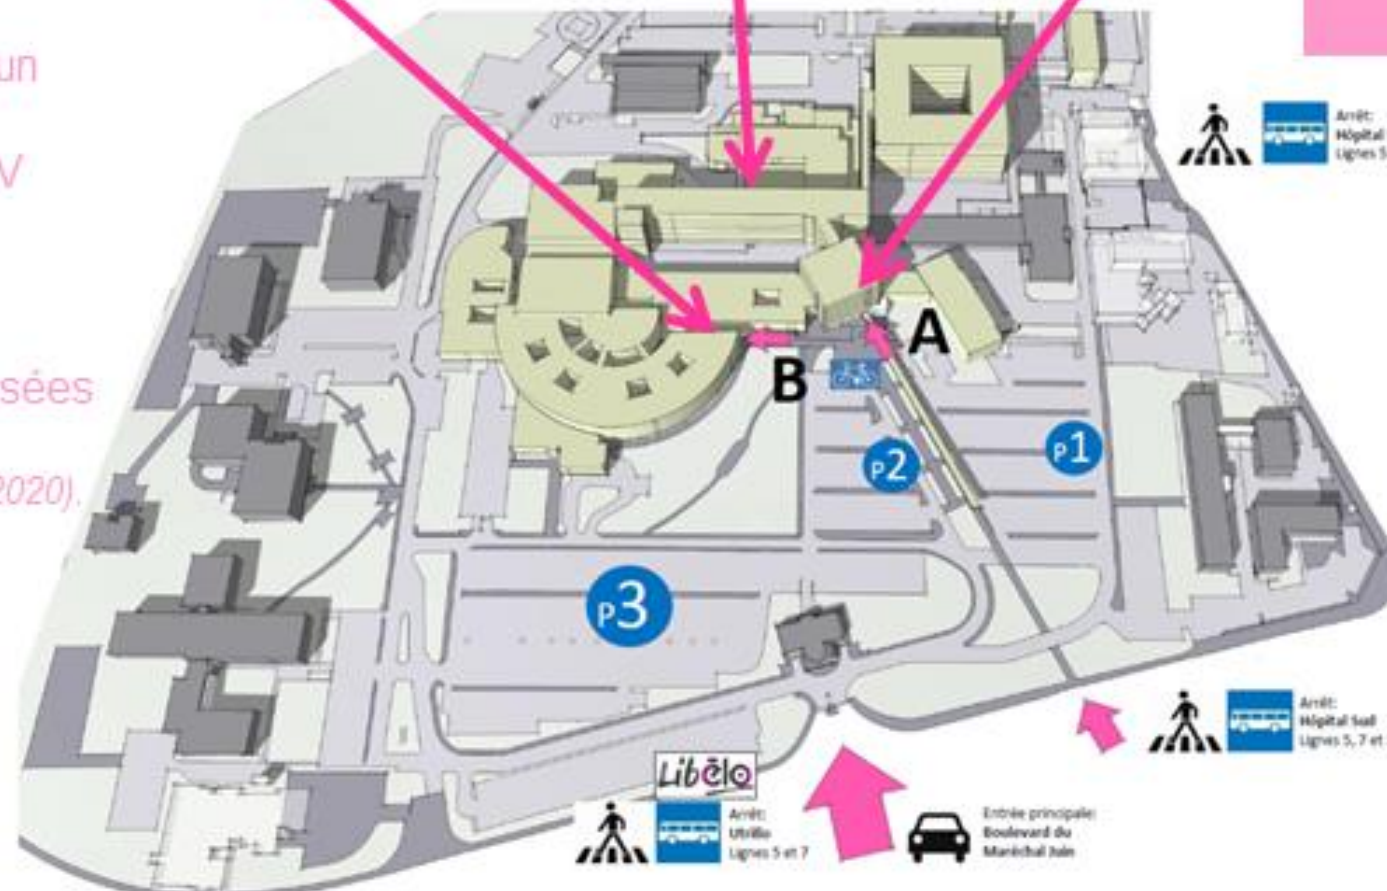 un
V
sées
2020).
Arrêt:
Hôpital
Lignes 5
A
B
P2
P1
P3
Arrêt:
Hôpital Sud
Lignes 5, 7 et
Libélo
Arrêt:
Utrillo
Lignes 5 et 7
Entrée principale:
Boulevard du
Maréchal Juin